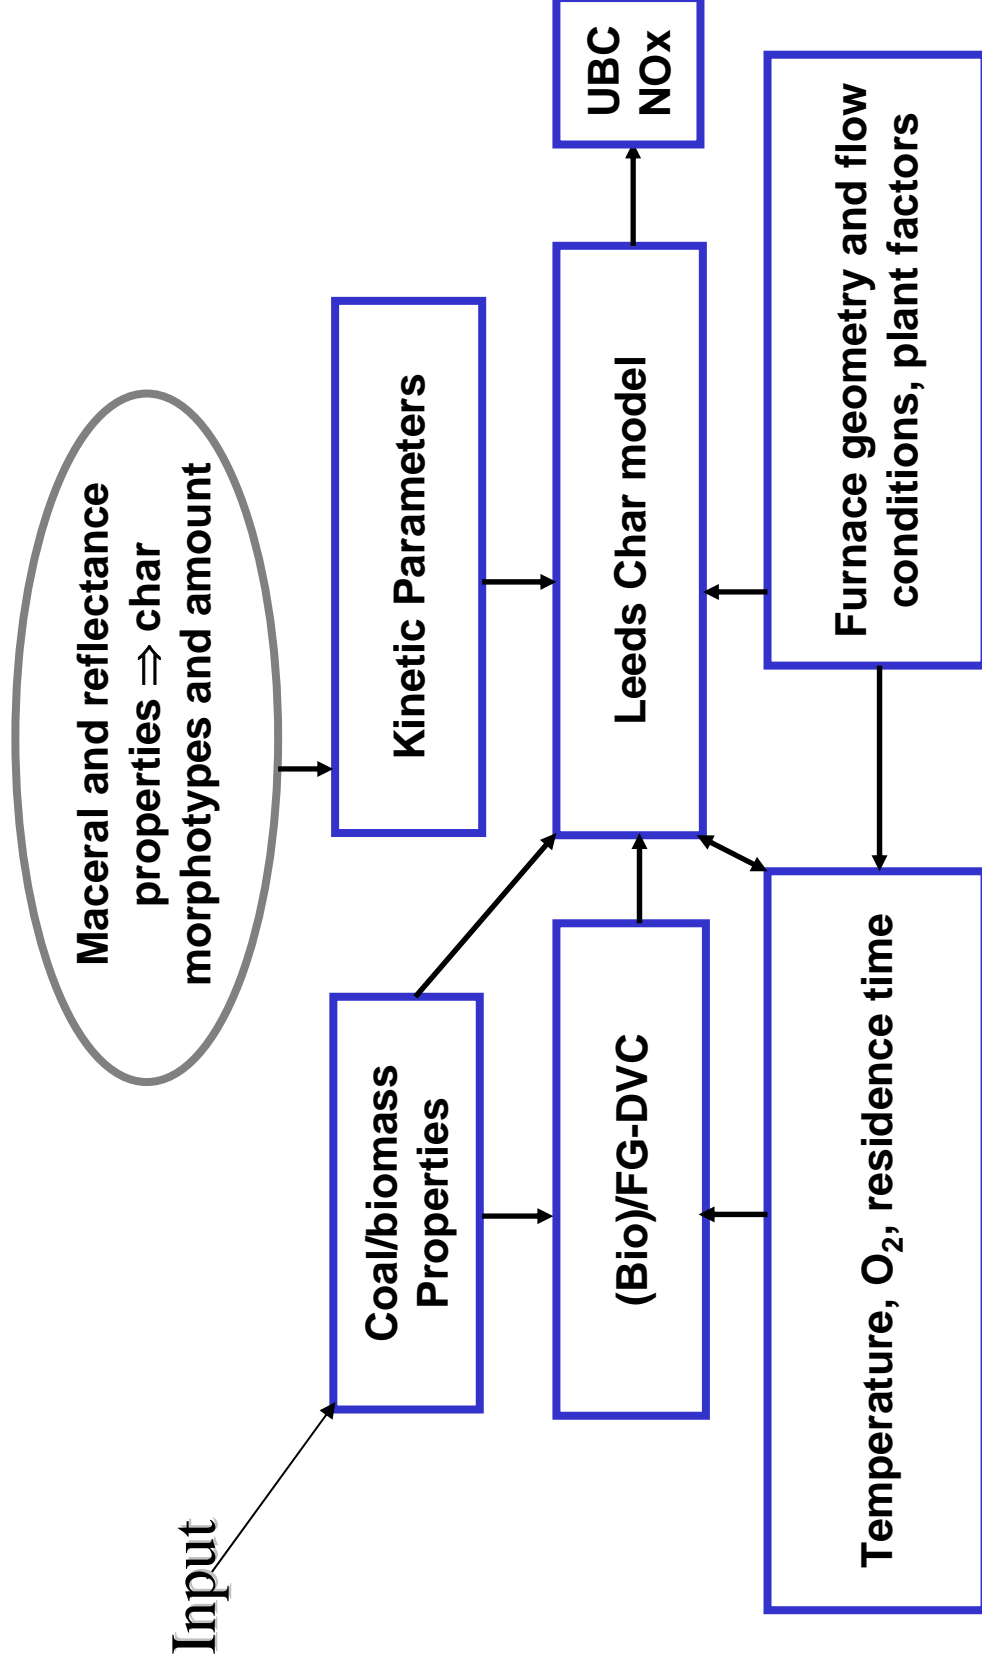 Input
Maceral and reflectance
properties ⇒ char
morphotypes and amount
Coal/biomass
Properties
Kinetic Parameters
(Bio)/FG-DVC
Leeds Char model
UBC
NOx
Temperature, O₂, residence time
Furnace geometry and flow
conditions, plant factors